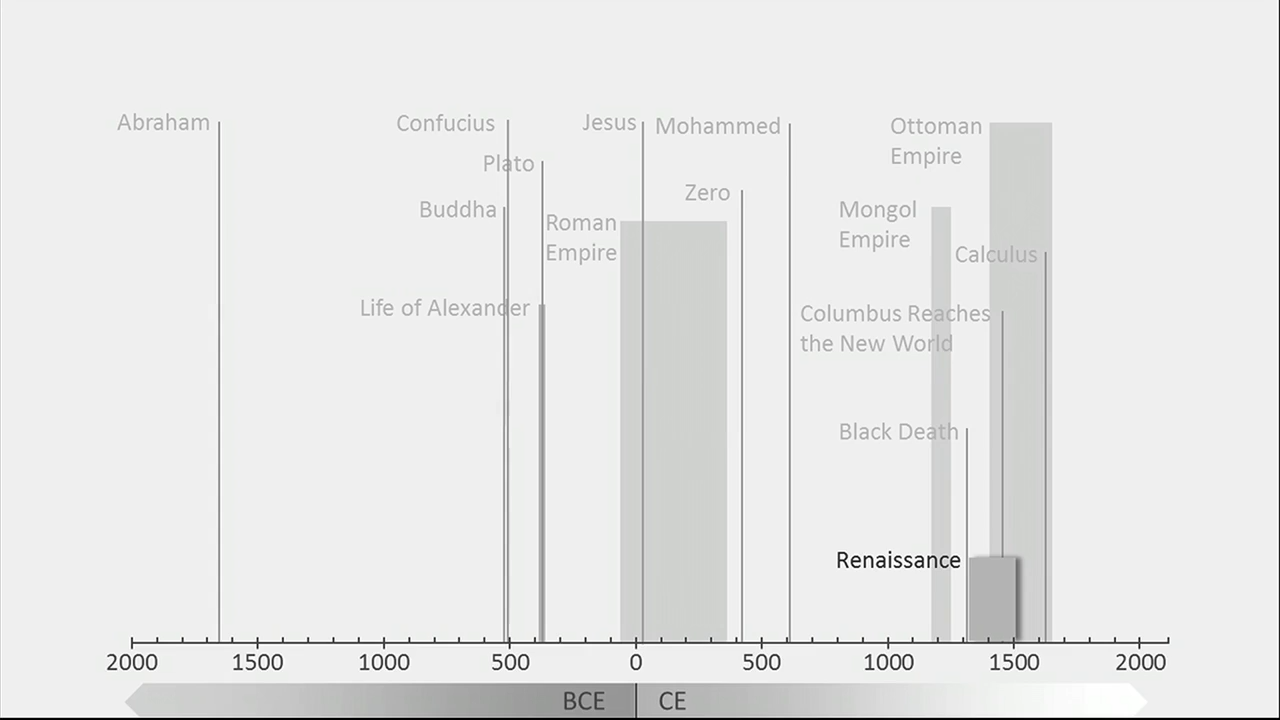 Abraham
Confucius
Jesus
Mohammed
Ottoman
Empire
Plato
Zero
Buddha
Mongol
Empire
Roman
Empire
Calculus
Life of Alexander
Columbus Reaches
the New World
Black Death
Renaissance
2000 1500 1000 500 0 500 1000 1500 2000
BCE CE